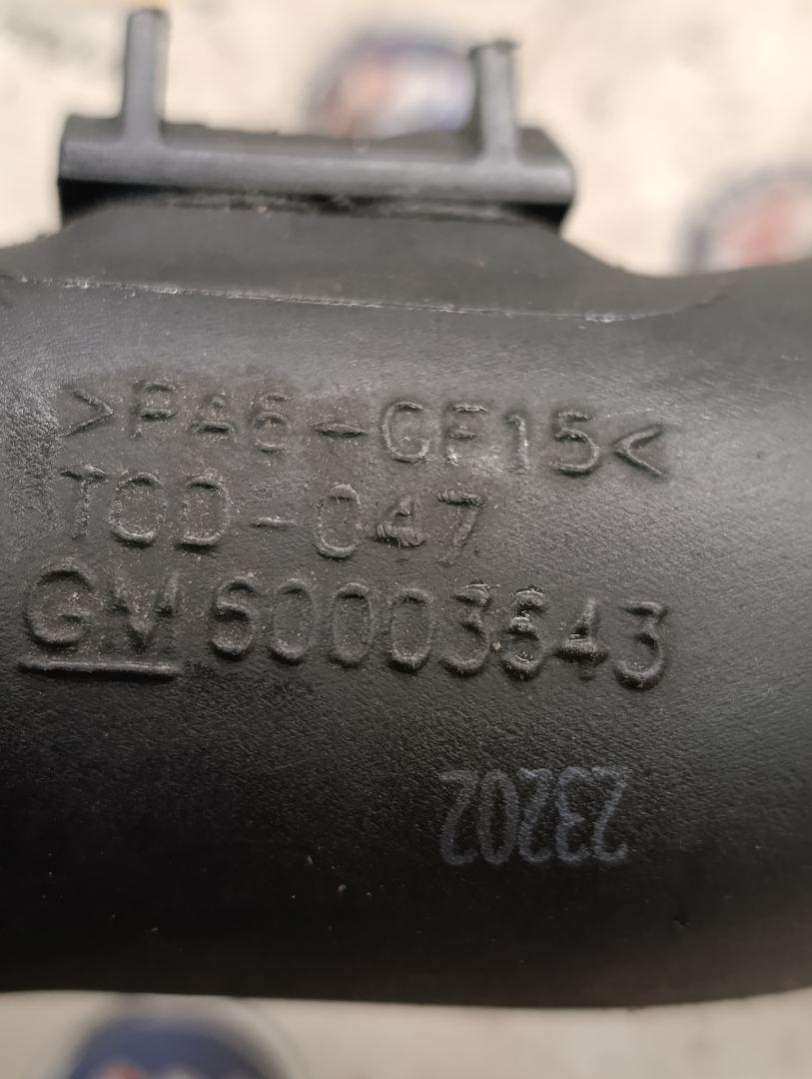 >PA6-GF15<
TOD-047
GM 60003643
23202